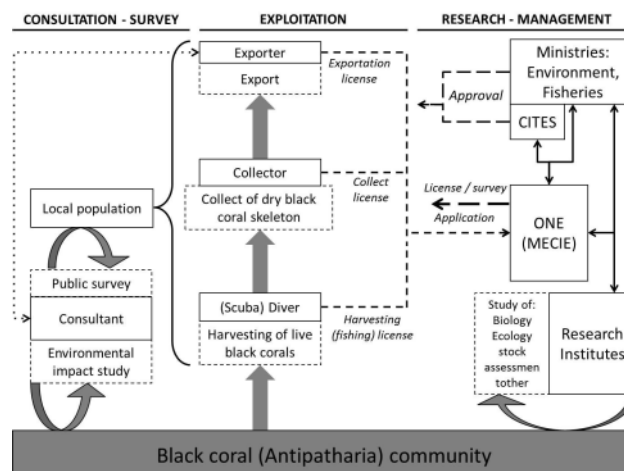 CONSULTATION - SURVEY
EXPLOITATION
RESEARCH - MANAGEMENT
Exporter
Export
Exportation
license
Collector
Collect of dry black
coral skeleton
Collect
license
Local population
Public survey
Consultant
Environmental
impact study
(Scuba) Diver
Harvesting of live
black corals
Harvesting
(fishing) license
Ministries:
Environment,
Fisheries
Approval
CITES
License / survey
Application
ONE
(MECIE)
Study of:
Biology
Ecology
stock
assessmen
tother
Research
Institutes
Black coral (Antipatharia) community